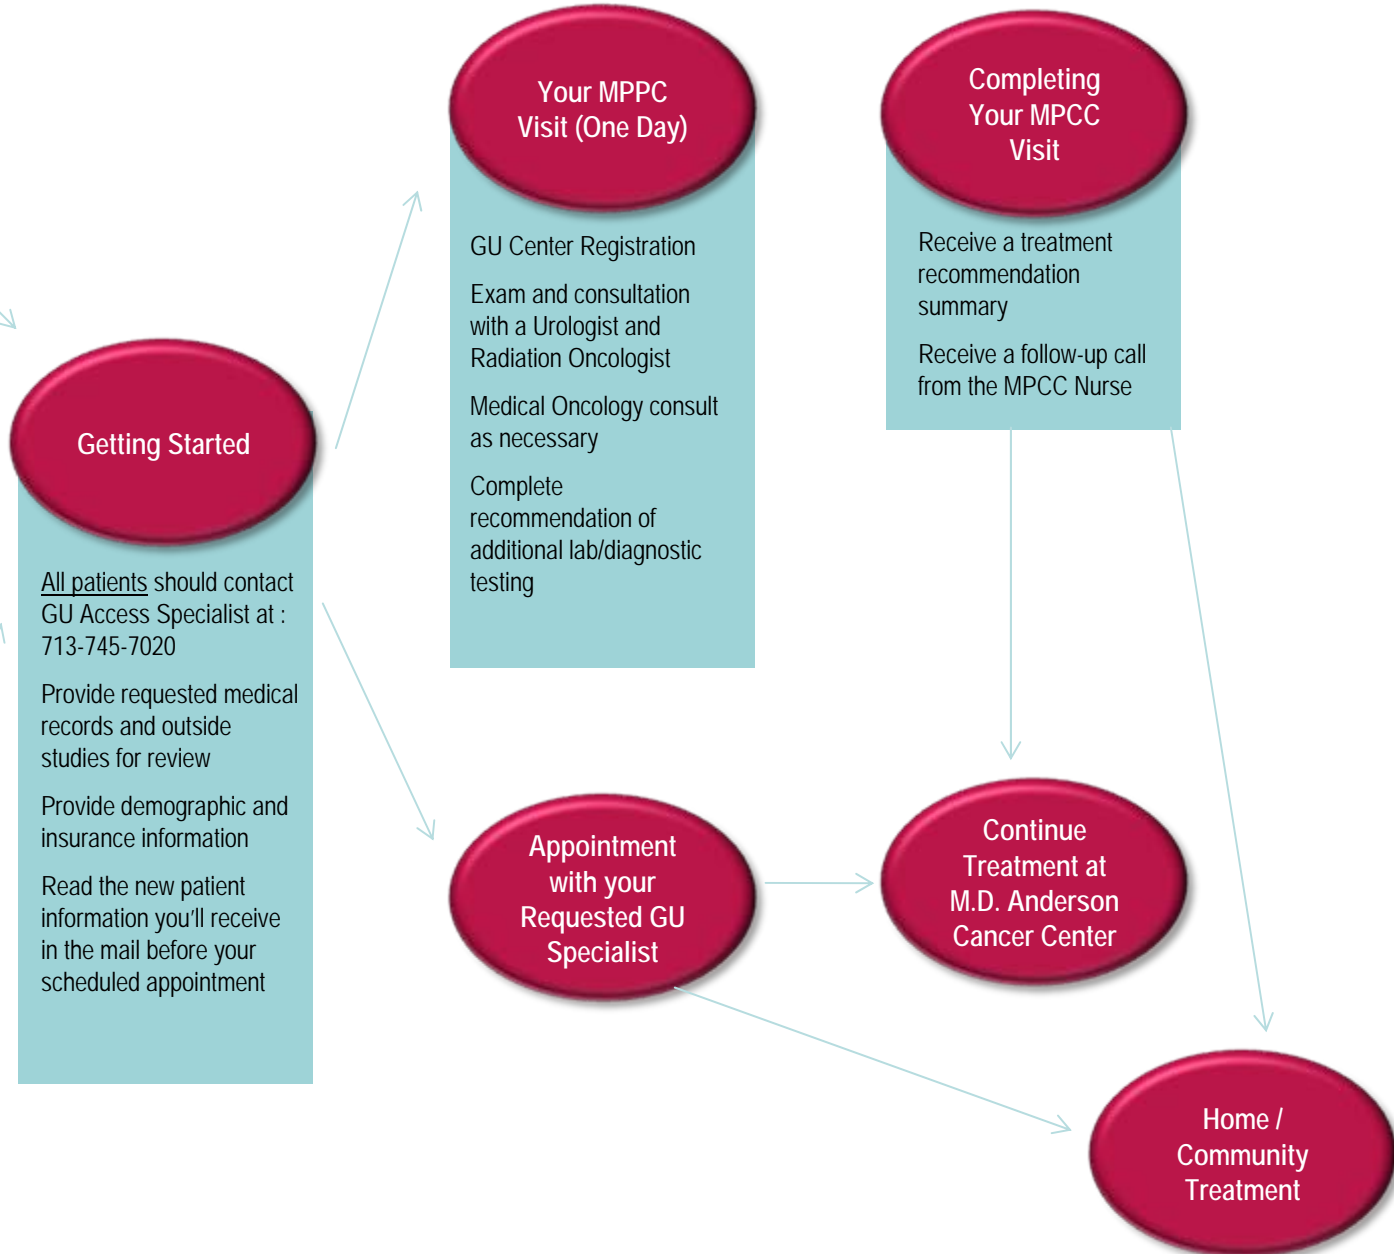 Your MPPC
Visit (One Day)
GU Center Registration
Exam and consultation
with a Urologist and
Radiation Oncologist
Medical Oncology consult
as necessary
Complete
recommendation of
additional lab/diagnostic
testing
Completing
Your MPCC
Visit
Receive a treatment
recommendation
summary
Receive a follow-up call
from the MPCC Nurse
Getting Started
All patients should contact
GU Access Specialist at :
713-745-7020
Provide requested medical
records and outside
studies for review
Provide demographic and
insurance information
Read the new patient
information you'll receive
in the mail before your
scheduled appointment
Appointment
with your
Requested GU
Specialist
Continue
Treatment at
M.D. Anderson
Cancer Center
Home /
Community
Treatment